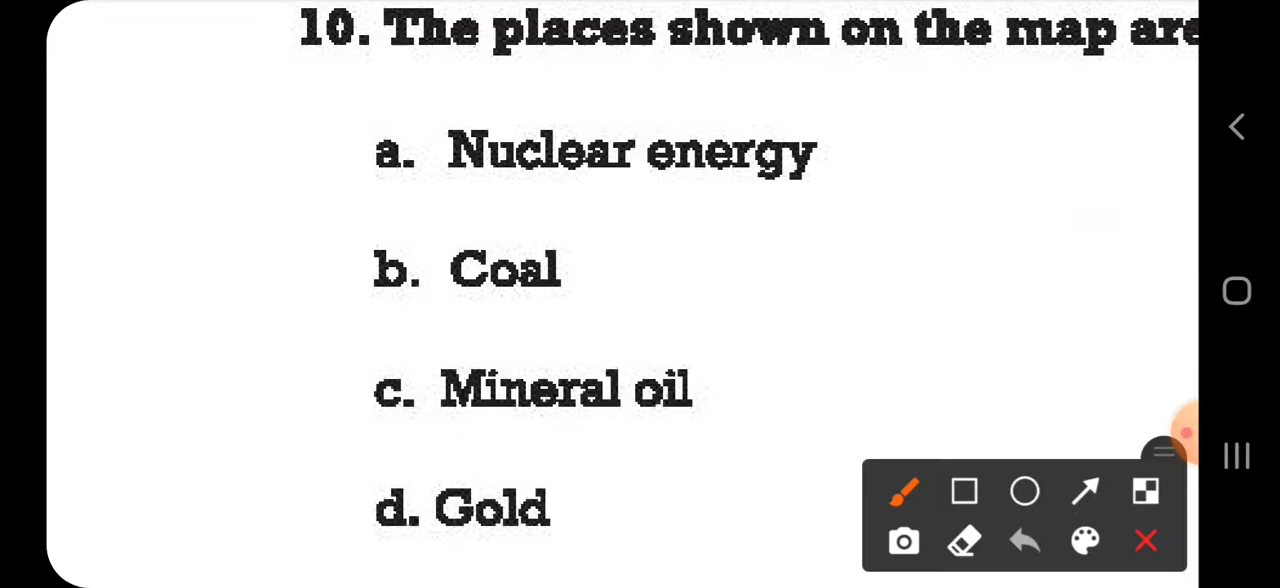 10. The places shown on the map are
a. Nuclear energy
b. Coal
c. Mineral oil
d. Gold